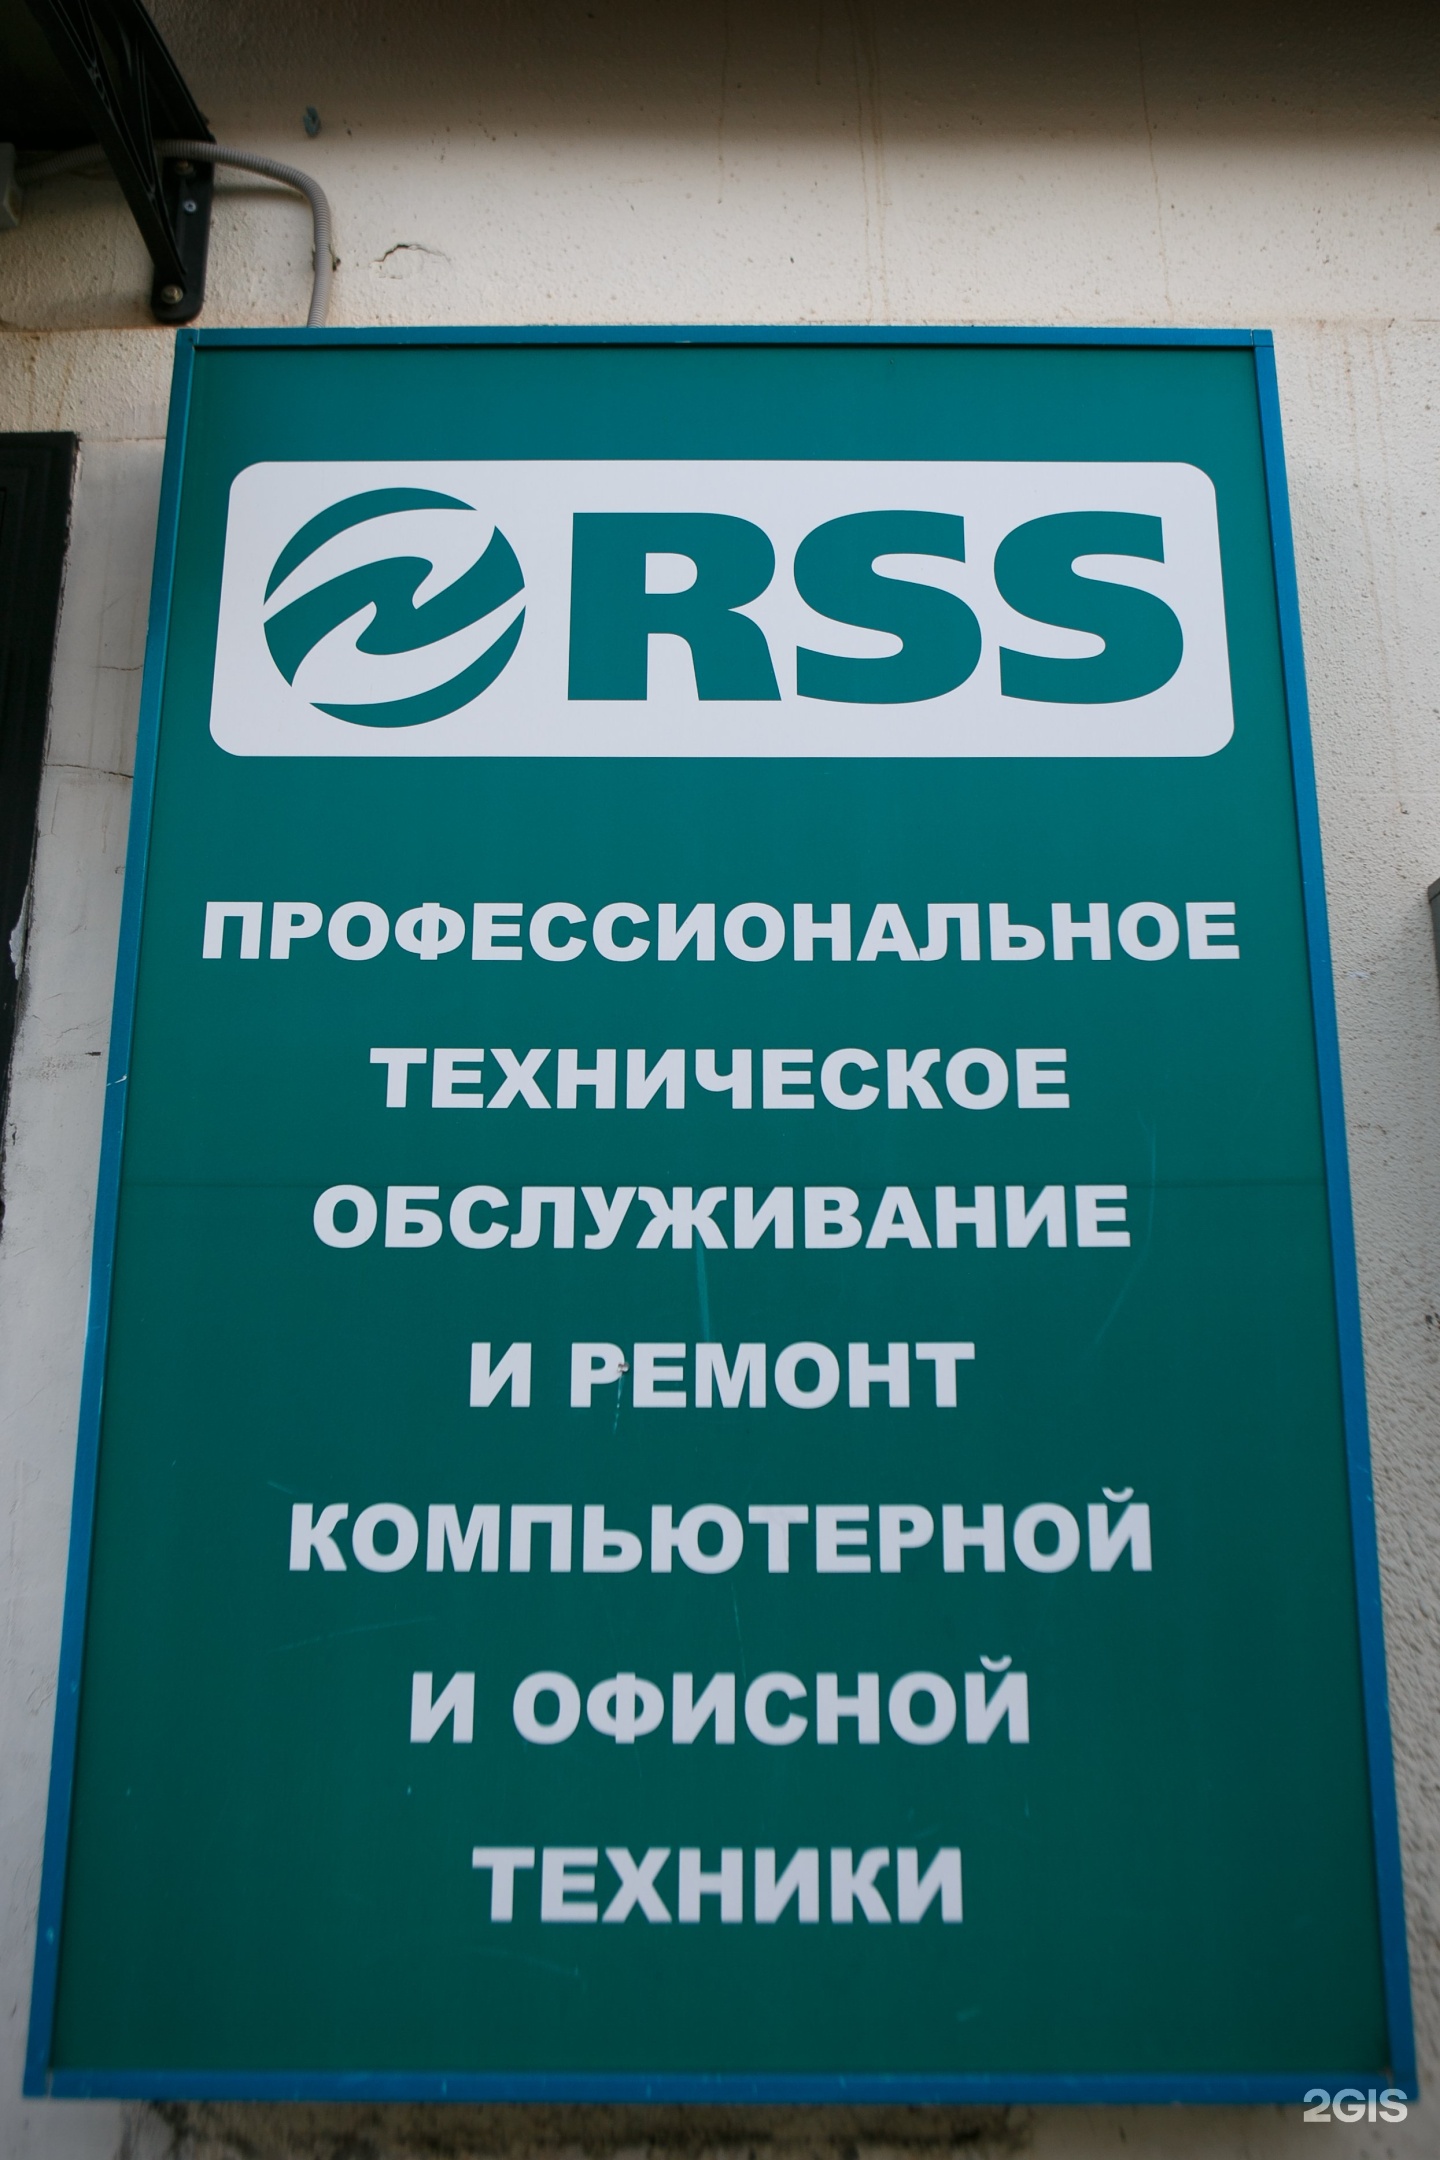 RSS
ПРОФЕССИОНАЛЬНОЕ
ТЕХНИЧЕСКОЕ
ОБСЛУЖИВАНИЕ
И РЕМОНТ
КОМПЬЮТЕРНОЙ
И ОФИСНОЙ
ТЕХНИКИ
2GIS